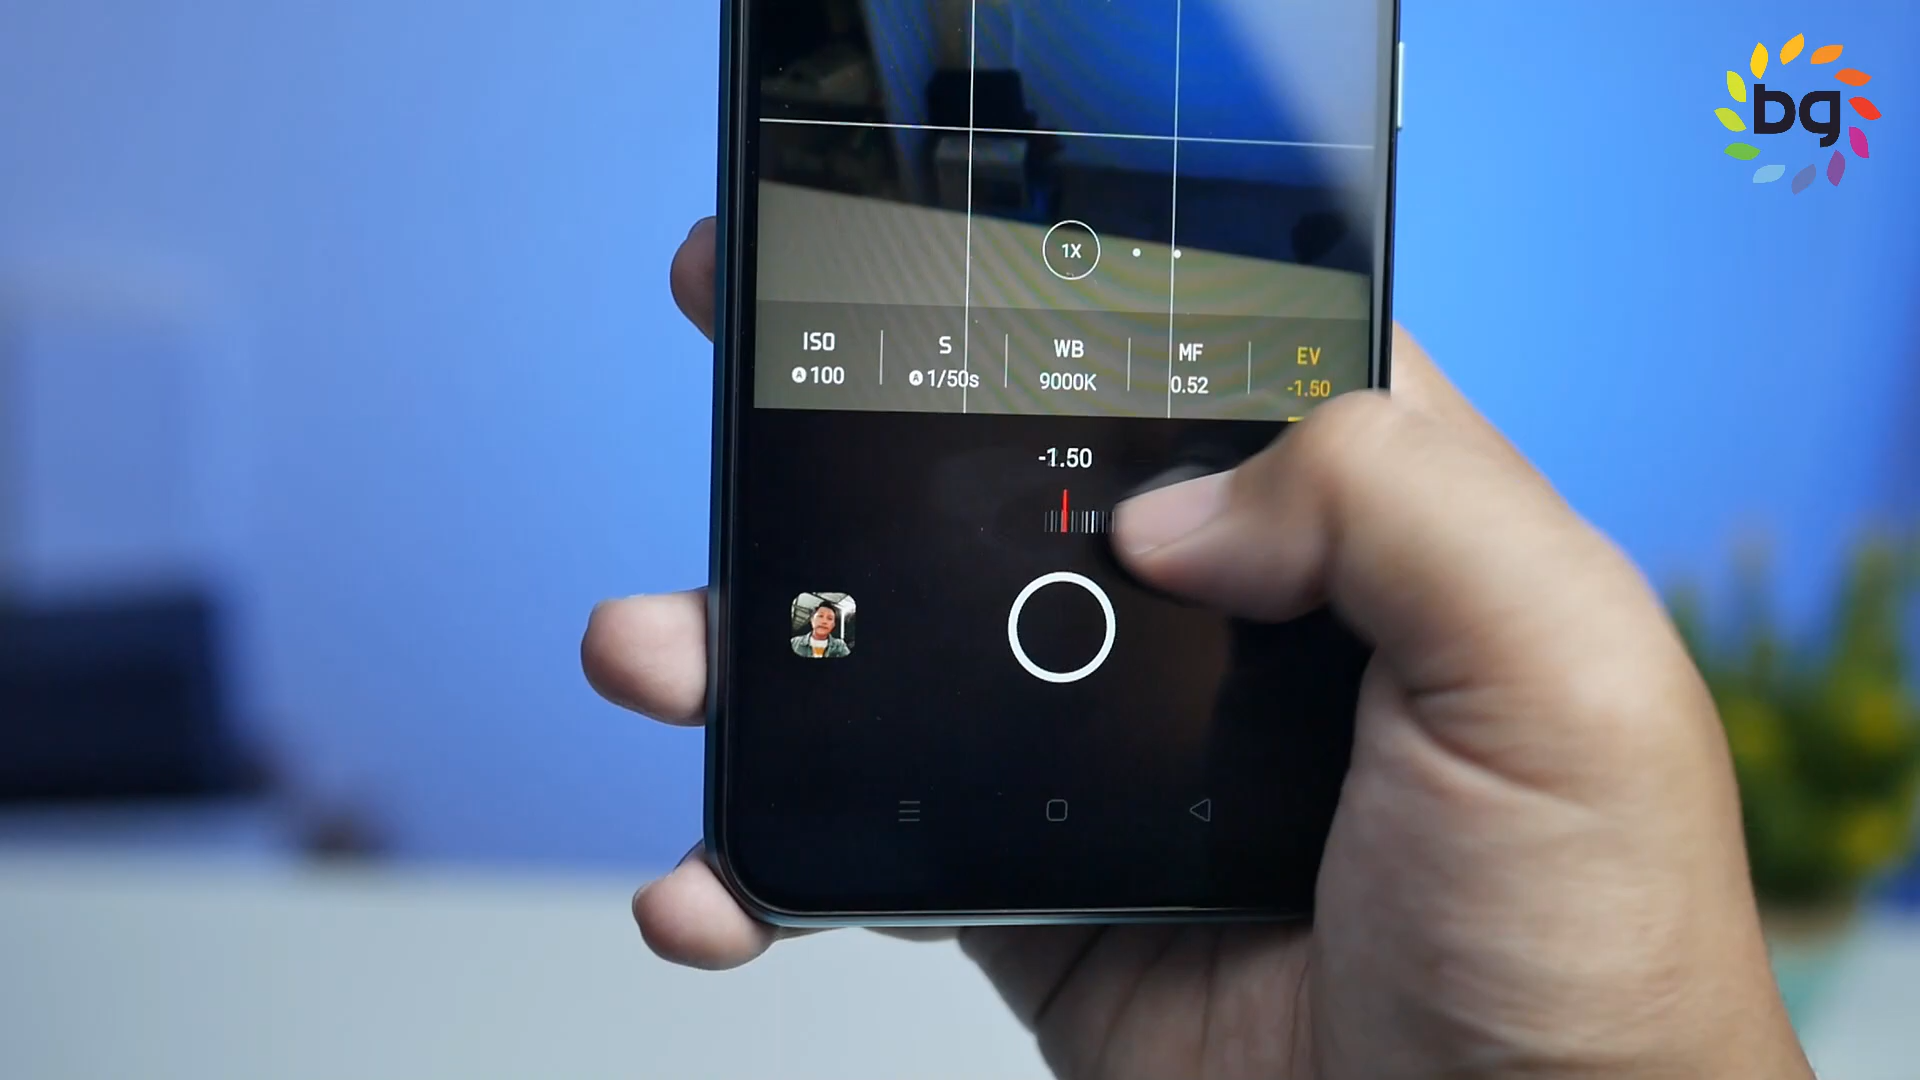 bg
1X
ISO S WB MF EV
A 100 A 1/50s 9000K 0.52 -1.50
-1.50